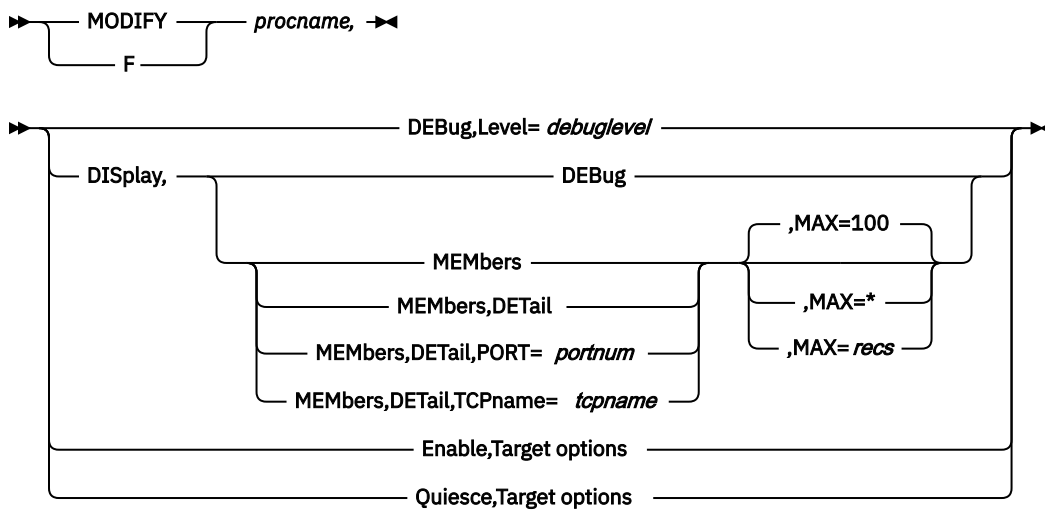 MODIFY procname,
F
DEBug,Level= debuglevel
DISplay, DEBug
,MAX=100
MEMbers
MEMbers,DETail ,MAX=*
MEMbers,DETail,PORT= portnum ,MAX= recs
MEMbers,DETail,TCPname= tcpname
Enable,Target options
Quiesce,Target options